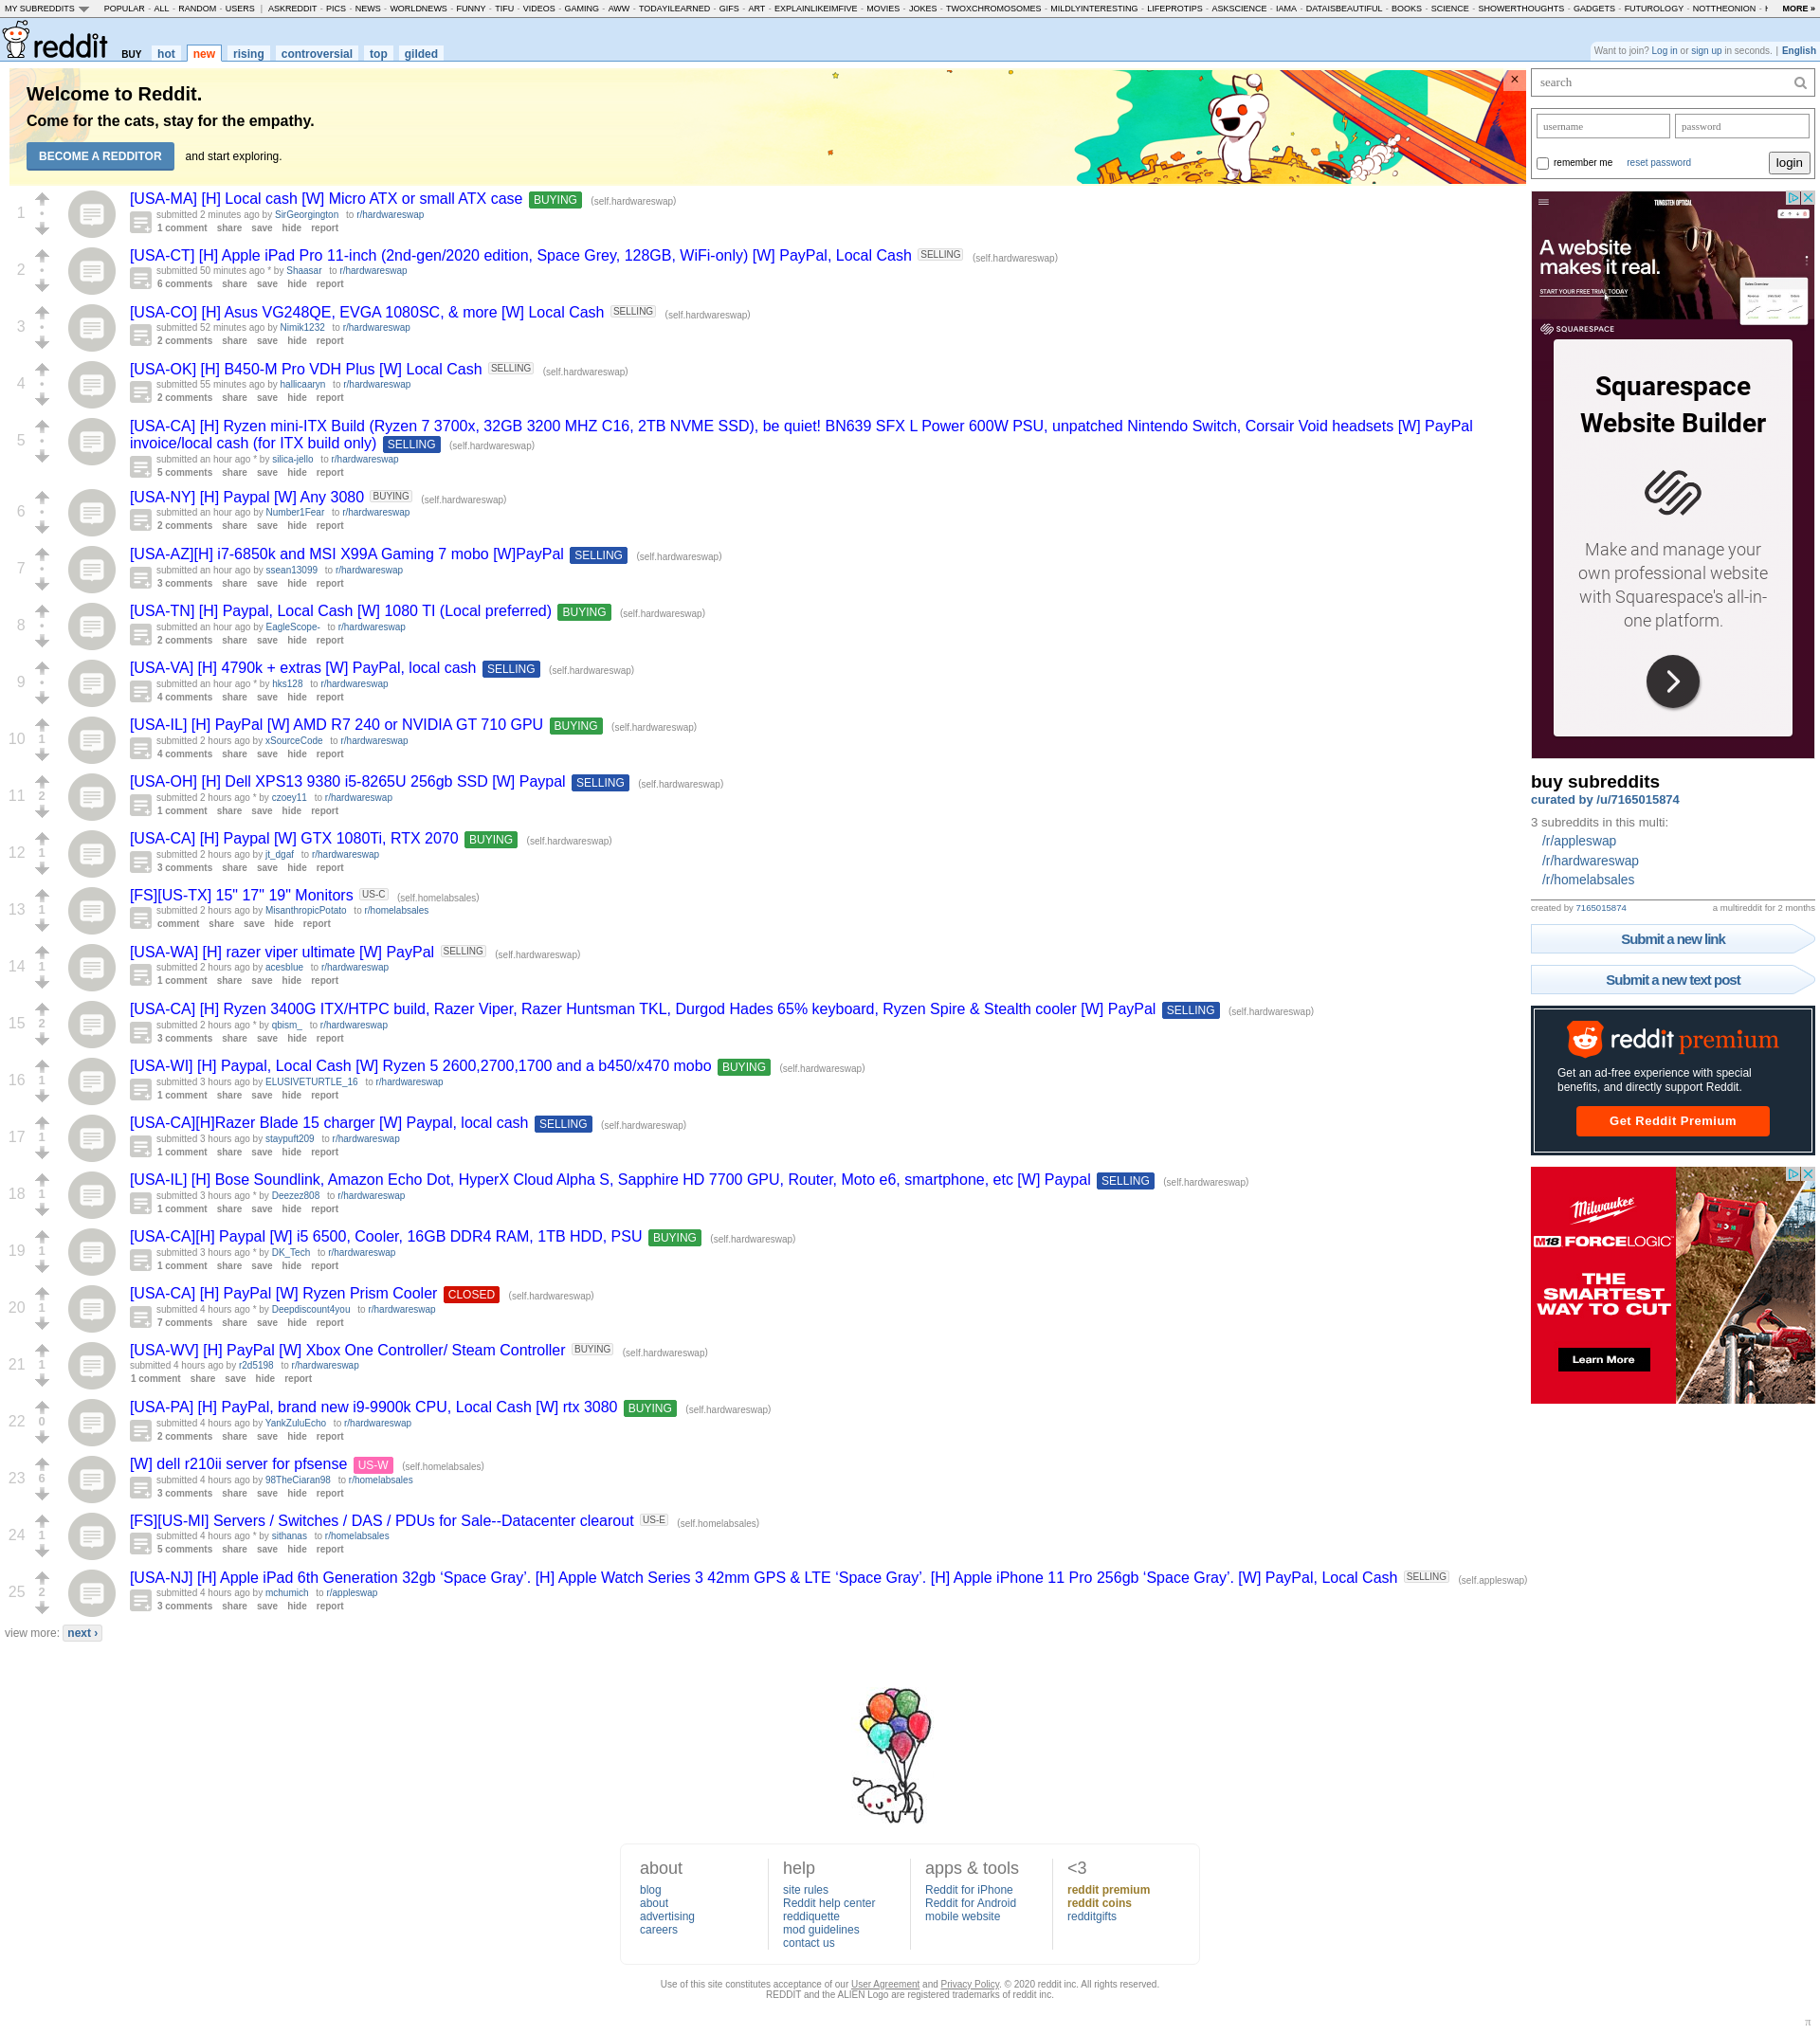 MY SUBREDDITS POPULAR - ALL - RANDOM - USERS | ASKREDDIT - PICS - NEWS - WORLDNEWS - FUNNY - TIFU - VIDEOS - GAMING - AWW - TODAYILEARNED - GIFS - ART - EXPLAINLIKEIMFIVE - MOVIES - JOKES - TWOXCHROMOSOMES - MILDLYINTERESTING - LIFEPROTIPS - ASKSCIENCE - IAMA - DATAISBEAUTIFUL - BOOKS - SCIENCE - SHOWERTHOUGHTS - GADGETS - FUTUROLOGY - NOTTHEONION - MORE »
reddit BUY hot new rising controversial top gilded
Want to join? Log in or sign up in seconds. | English
Welcome to Reddit.
Come for the cats, stay for the empathy.
BECOME A REDDITOR and start exploring.
×
1
[USA-MA] [H] Local cash [W] Micro ATX or small ATX case BUYING (self.hardwareswap)
submitted 2 minutes ago by SirGeorgington to r/hardwareswap
1 comment share save hide report
2
[USA-CT] [H] Apple iPad Pro 11-inch (2nd-gen/2020 edition, Space Grey, 128GB, WiFi-only) [W] PayPal, Local Cash SELLING (self.hardwareswap)
submitted 50 minutes ago * by Shaasar to r/hardwareswap
6 comments share save hide report
3
[USA-CO] [H] Asus VG248QE, EVGA 1080SC, & more [W] Local Cash SELLING (self.hardwareswap)
submitted 52 minutes ago by Nimik1232 to r/hardwareswap
2 comments share save hide report
4
[USA-OK] [H] B450-M Pro VDH Plus [W] Local Cash SELLING (self.hardwareswap)
submitted 55 minutes ago by hallicaaryn to r/hardwareswap
2 comments share save hide report
5
[USA-CA] [H] Ryzen mini-ITX Build (Ryzen 7 3700x, 32GB 3200 MHZ C16, 2TB NVME SSD), be quiet! BN639 SFX L Power 600W PSU, unpatched Nintendo Switch, Corsair Void headsets [W] PayPal
invoice/local cash (for ITX build only) SELLING (self.hardwareswap)
submitted an hour ago * by silica-jello to r/hardwareswap
5 comments share save hide report
6
[USA-NY] [H] Paypal [W] Any 3080 BUYING (self.hardwareswap)
submitted an hour ago by Number1Fear to r/hardwareswap
2 comments share save hide report
7
[USA-AZ][H] i7-6850k and MSI X99A Gaming 7 mobo [W]PayPal SELLING (self.hardwareswap)
submitted an hour ago by ssean13099 to r/hardwareswap
3 comments share save hide report
8
[USA-TN] [H] Paypal, Local Cash [W] 1080 TI (Local preferred) BUYING (self.hardwareswap)
submitted an hour ago by EagleScope- to r/hardwareswap
2 comments share save hide report
9
[USA-VA] [H] 4790k + extras [W] PayPal, local cash SELLING (self.hardwareswap)
submitted an hour ago * by hks128 to r/hardwareswap
4 comments share save hide report
10 1
[USA-IL] [H] PayPal [W] AMD R7 240 or NVIDIA GT 710 GPU BUYING (self.hardwareswap)
submitted 2 hours ago by xSourceCode to r/hardwareswap
4 comments share save hide report
11 2
[USA-OH] [H] Dell XPS13 9380 i5-8265U 256gb SSD [W] Paypal SELLING (self.hardwareswap)
submitted 2 hours ago * by czoey11 to r/hardwareswap
1 comment share save hide report
12 1
[USA-CA] [H] Paypal [W] GTX 1080Ti, RTX 2070 BUYING (self.hardwareswap)
submitted 2 hours ago by jt_dgaf to r/hardwareswap
3 comments share save hide report
13 1
[FS][US-TX] 15" 17" 19" Monitors US-C (self.homelabsales)
submitted 2 hours ago by MisanthropicPotato to r/homelabsales
comment share save hide report
14 1
[USA-WA] [H] razer viper ultimate [W] PayPal SELLING (self.hardwareswap)
submitted 2 hours ago by acesblue to r/hardwareswap
1 comment share save hide report
15 2
[USA-CA] [H] Ryzen 3400G ITX/HTPC build, Razer Viper, Razer Huntsman TKL, Durgod Hades 65% keyboard, Ryzen Spire & Stealth cooler [W] PayPal SELLING (self.hardwareswap)
submitted 2 hours ago * by qbism_ to r/hardwareswap
3 comments share save hide report
16 1
[USA-WI] [H] Paypal, Local Cash [W] Ryzen 5 2600,2700,1700 and a b450/x470 mobo BUYING (self.hardwareswap)
submitted 3 hours ago by ELUSIVETURTLE_16 to r/hardwareswap
1 comment share save hide report
17 1
[USA-CA][H]Razer Blade 15 charger [W] Paypal, local cash SELLING (self.hardwareswap)
submitted 3 hours ago by staypuft209 to r/hardwareswap
1 comment share save hide report
18 1
[USA-IL] [H] Bose Soundlink, Amazon Echo Dot, HyperX Cloud Alpha S, Sapphire HD 7700 GPU, Router, Moto e6, smartphone, etc [W] Paypal SELLING (self.hardwareswap)
submitted 3 hours ago * by Deezez808 to r/hardwareswap
1 comment share save hide report
19 1
[USA-CA][H] Paypal [W] i5 6500, Cooler, 16GB DDR4 RAM, 1TB HDD, PSU BUYING (self.hardwareswap)
submitted 3 hours ago * by DK_Tech to r/hardwareswap
1 comment share save hide report
20 1
[USA-CA] [H] PayPal [W] Ryzen Prism Cooler CLOSED (self.hardwareswap)
submitted 4 hours ago * by Deepdiscount4you to r/hardwareswap
7 comments share save hide report
21 1
[USA-WV] [H] PayPal [W] Xbox One Controller/ Steam Controller BUYING (self.hardwareswap)
submitted 4 hours ago by r2d5198 to r/hardwareswap
1 comment share save hide report
22 0
[USA-PA] [H] PayPal, brand new i9-9900k CPU, Local Cash [W] rtx 3080 BUYING (self.hardwareswap)
submitted 4 hours ago by YankZuluEcho to r/hardwareswap
2 comments share save hide report
23 6
[W] dell r210ii server for pfsense US-W (self.homelabsales)
submitted 4 hours ago by 98TheCiaran98 to r/homelabsales
3 comments share save hide report
24 1
[FS][US-MI] Servers / Switches / DAS / PDUs for Sale--Datacenter clearout US-E (self.homelabsales)
submitted 4 hours ago * by sithanas to r/homelabsales
5 comments share save hide report
25 2
[USA-NJ] [H] Apple iPad 6th Generation 32gb ‘Space Gray’. [H] Apple Watch Series 3 42mm GPS & LTE ‘Space Gray’. [H] Apple iPhone 11 Pro 256gb ‘Space Gray’. [W] PayPal, Local Cash SELLING (self.appleswap)
submitted 4 hours ago by mchumich to r/appleswap
3 comments share save hide report
view more: next ›
search
username password
remember me reset password login
TUNGSTEN OPTICAL
A website
makes it real.
START YOUR FREE TRIAL TODAY
SQUARESPACE
Squarespace
Website Builder
Make and manage your
own professional website
with Squarespace's all-in-
one platform.
buy subreddits
curated by /u/7165015874
3 subreddits in this multi:
/r/appleswap
/r/hardwareswap
/r/homelabsales
created by 7165015874 a multireddit for 2 months
Submit a new link
Submit a new text post
reddit premium
Get an ad-free experience with special
benefits, and directly support Reddit.
Get Reddit Premium
Milwaukee
M18 FORCELOGIC
THE
SMARTEST
WAY TO CUT
Learn More
about
blog
about
advertising
careers
help
site rules
Reddit help center
reddiquette
mod guidelines
contact us
apps & tools
Reddit for iPhone
Reddit for Android
mobile website
<3
reddit premium
reddit coins
redditgifts
Use of this site constitutes acceptance of our User Agreement and Privacy Policy. © 2020 reddit inc. All rights reserved.
REDDIT and the ALIEN Logo are registered trademarks of reddit inc.
π